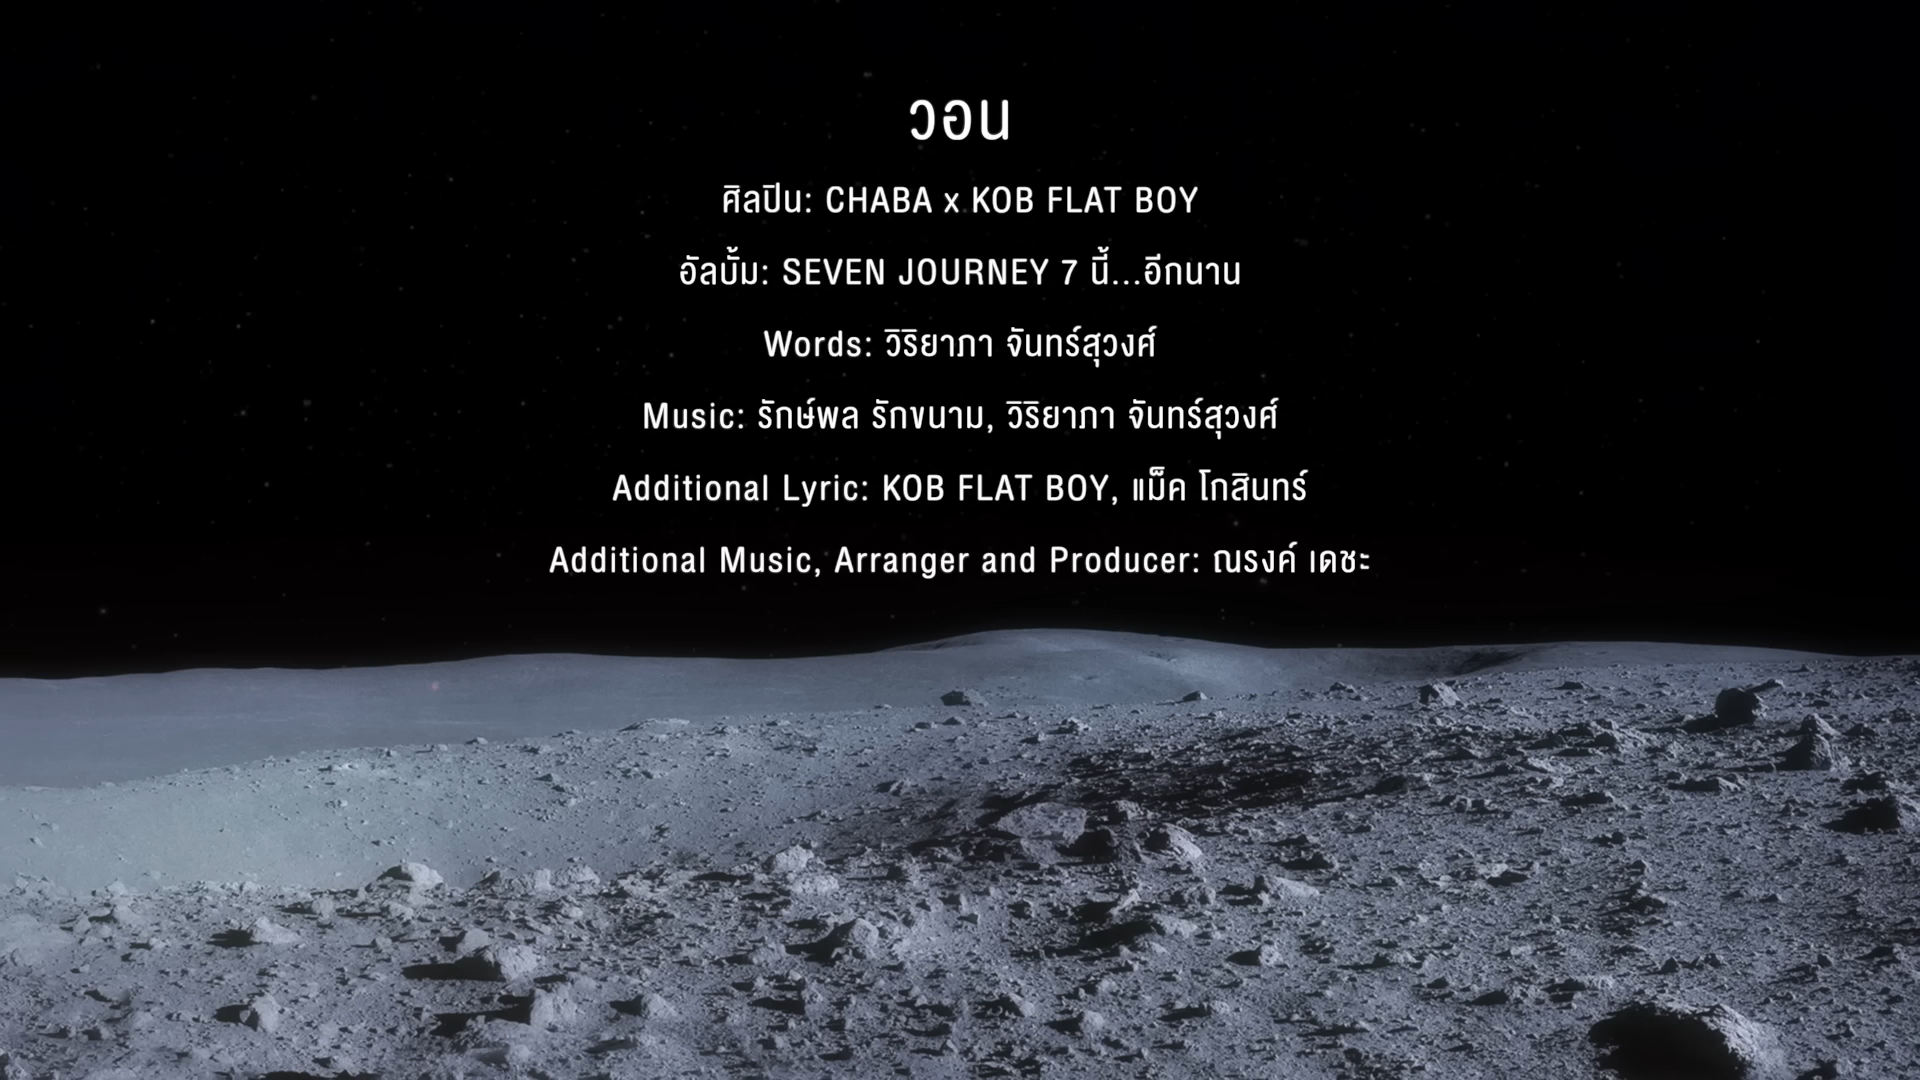 วอน
ศิลปิน: CHABA x KOB FLAT BOY
อัลบั้ม: SEVEN JOURNEY 7 นี้...อีกนาน
Words: วิริยาภา จันทร์สุวงศ์
Music: รักษ์พล รักขนาม, วิริยาภา จันทร์สุวงศ์
Additional Lyric: KOB FLAT BOY, แม็ค โกสินทร์
Additional Music, Arranger and Producer: ณรงค์ เดชะ